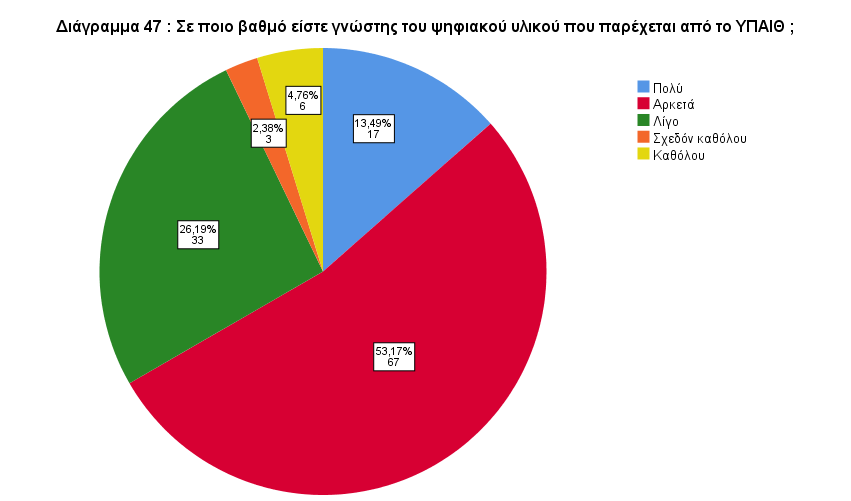 Διάγραμμα 47 : Σε ποιο βαθμό είστε γνώστης του ψηφιακού υλικού που παρέχεται από το ΥΠΑΙΘ ;
Πολύ
Αρκετά
Λίγο
Σχεδόν καθόλου
Καθόλου
4,76%
6
13,49%
17
2,38%
3
26,19%
33
53,17%
67